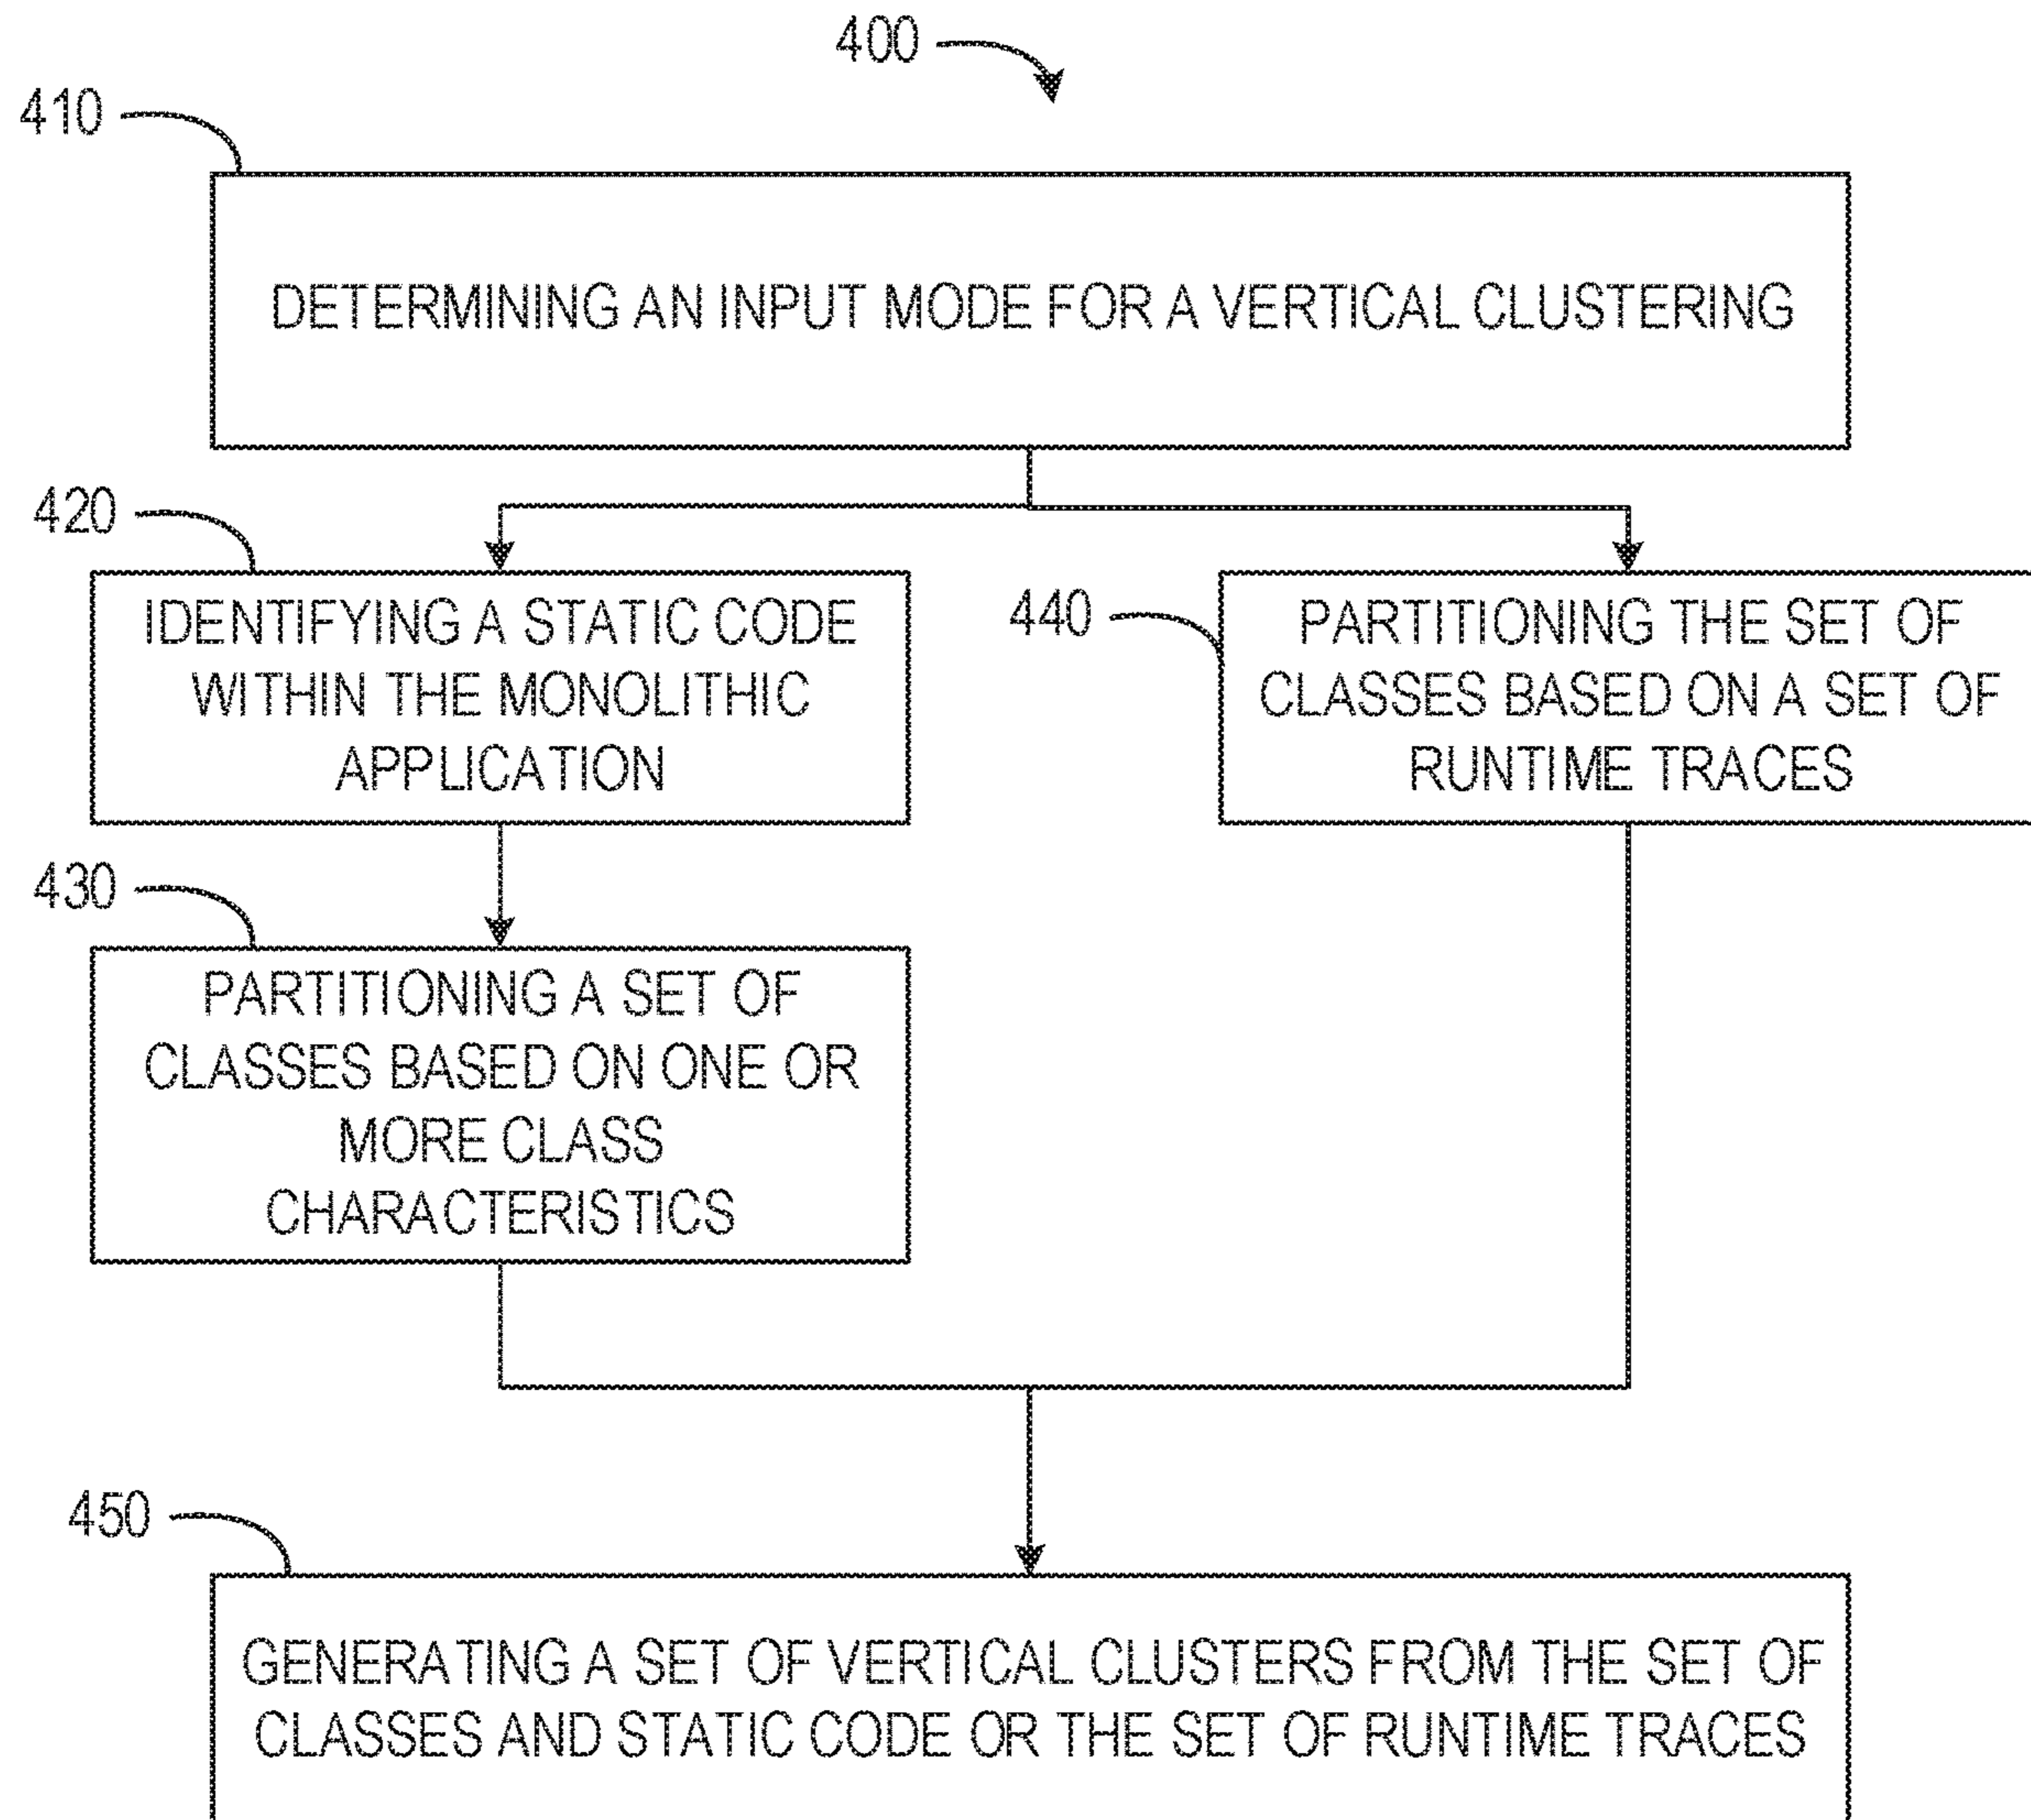 400
410
DETERMINING AN INPUT MODE FOR A VERTICAL CLUSTERING
420
IDENTIFYING A STATIC CODE
WITHIN THE MONOLITHIC
APPLICATION
440
PARTITIONING THE SET OF
CLASSES BASED ON A SET OF
RUNTIME TRACES
430
PARTITIONING A SET OF
CLASSES BASED ON ONE OR
MORE CLASS
CHARACTERISTICS
450
GENERATING A SET OF VERTICAL CLUSTERS FROM THE SET OF
CLASSES AND STATIC CODE OR THE SET OF RUNTIME TRACES